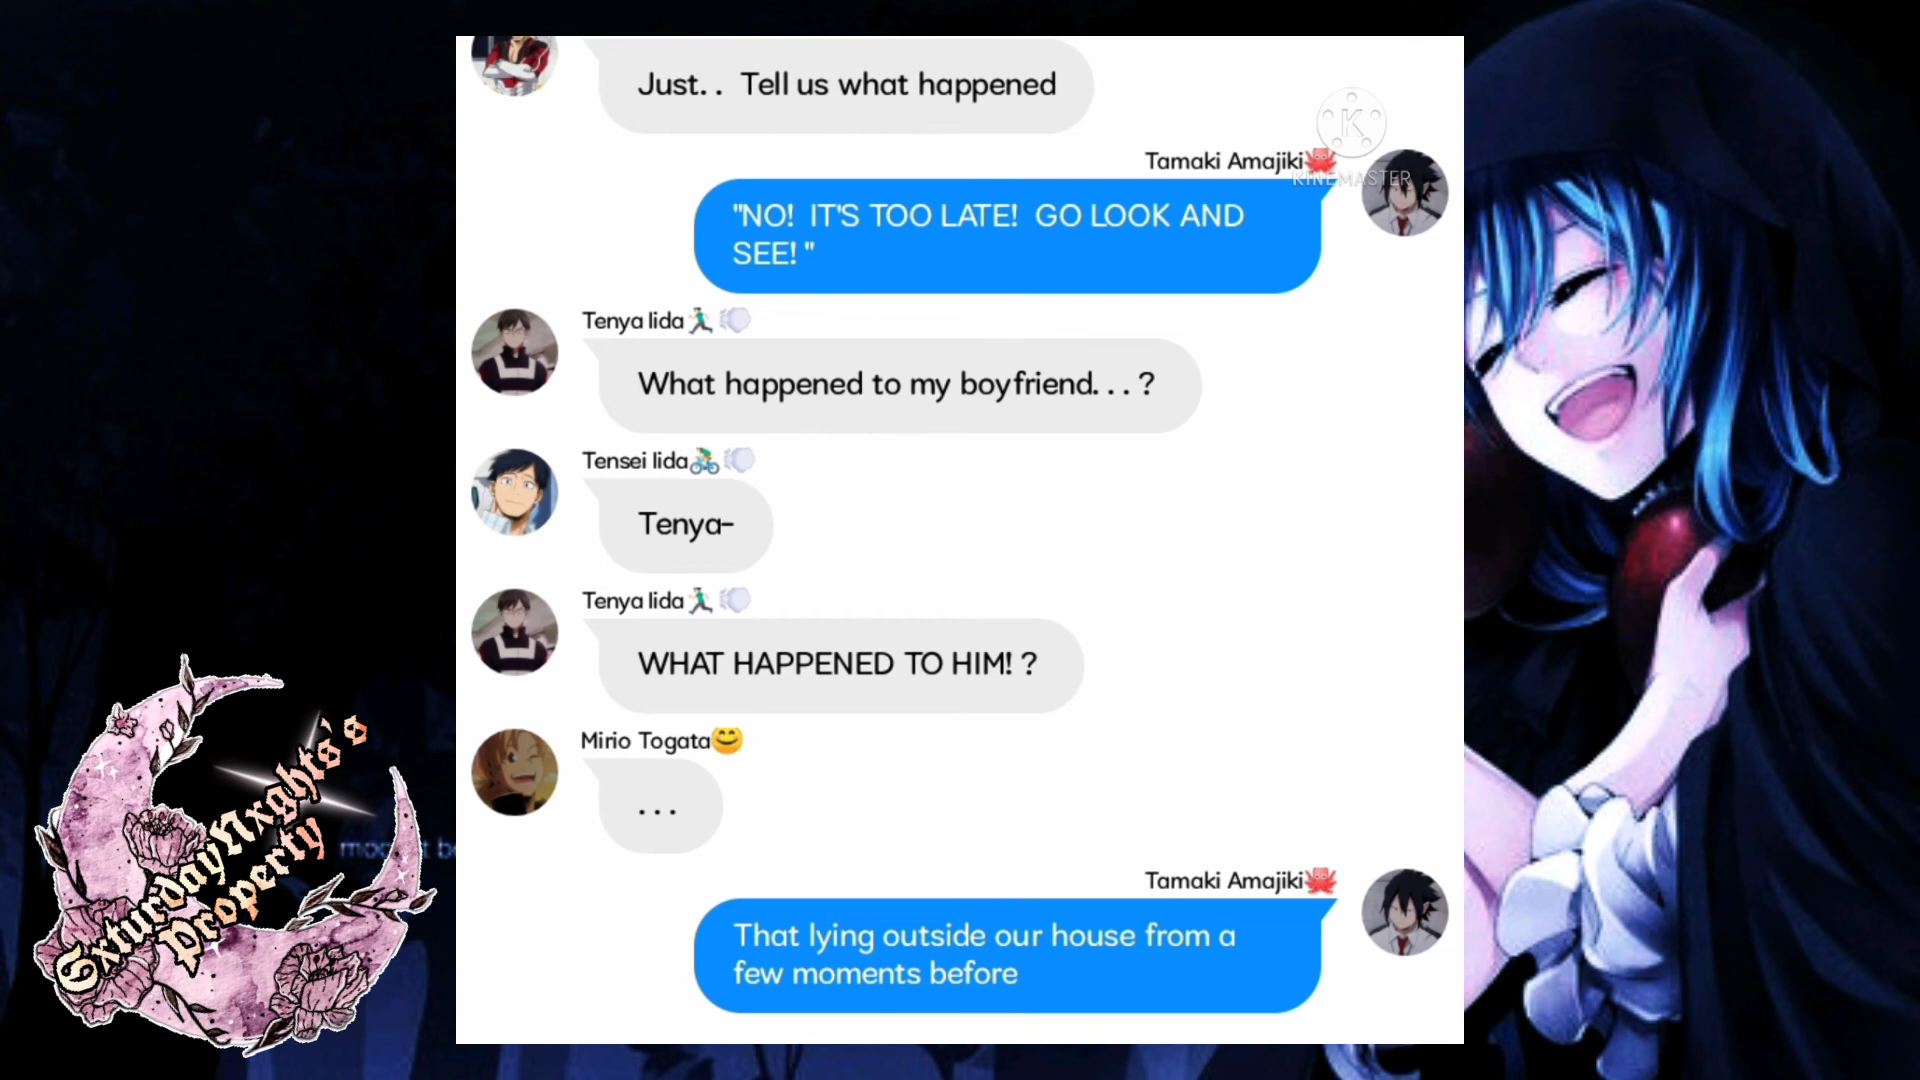 Just. . Tell us what happened
K
KINEMASTER
Tamaki Amajiki
"NO! IT'S TOO LATE! GO LOOK AND
SEE! "
Tenya Iida
What happened to my boyfriend. . . ?
Tensei Iida
Tenya-
Tenya Iida
WHAT HAPPENED TO HIM! ?
Mirio Togata
. . .
Tamaki Amajiki
That lying outside our house from a
few moments before
SxturdayNxghts's
Property